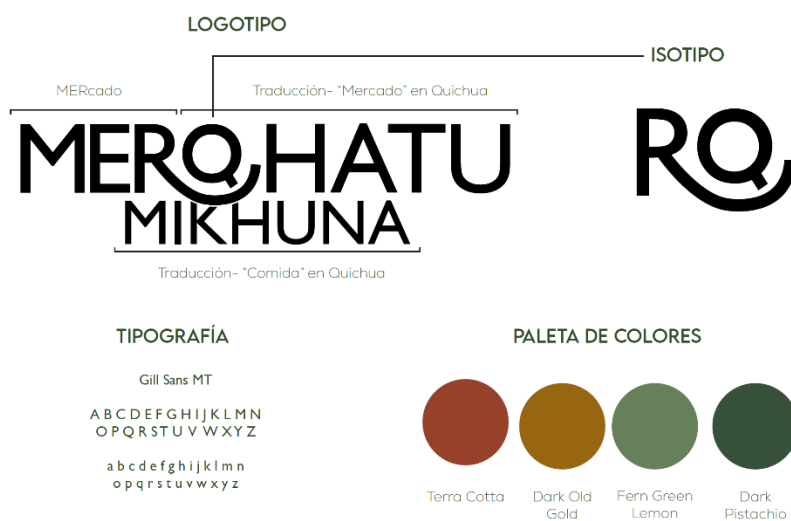 LOGOTIPO
ISOTIPO
MERcado
Traducción- “Mercado” en Quichua
MERQHATU
RQ
MIKHUNA
Traducción- “Comida” en Quichua
TIPOGRAFÍA
Gill Sans MT
A B C D E F G H I J K L M N
O P Q R S T U V W X Y Z
a b c d e f g h i j k l m n
o p q r s t u v w x y z
PALETA DE COLORES
Terra Cotta
Dark Old
Gold
Fern Green
Lemon
Dark
Pistachio